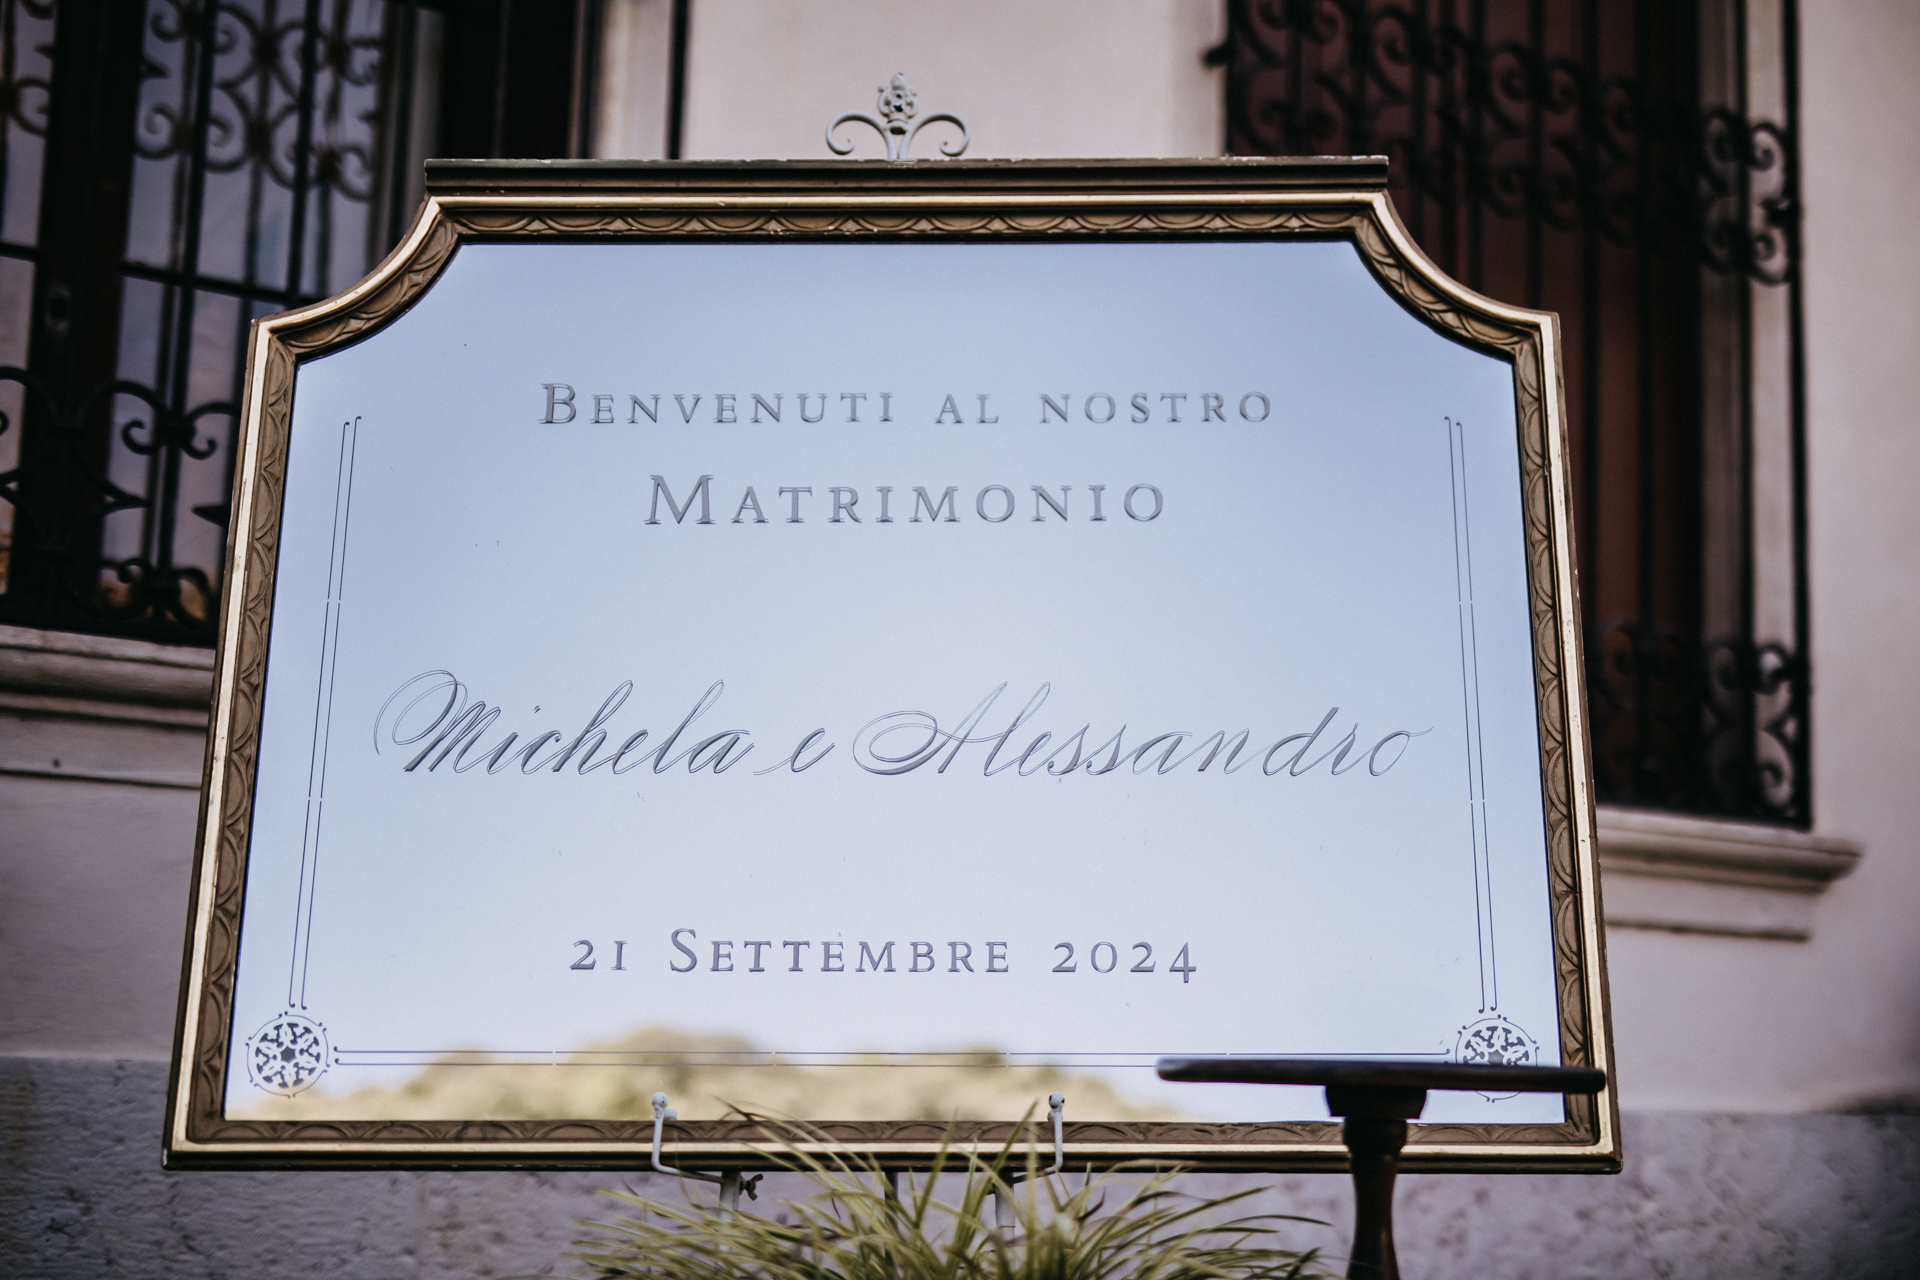 Benvenuti al nostro
Matrimonio
Michela e Alessandro
21 Settembre 2024